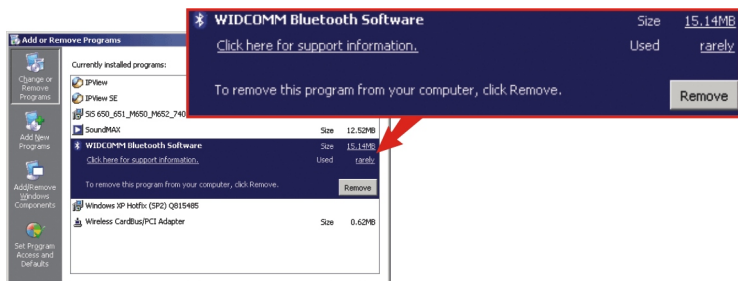 WIDCOMM Bluetooth Software Size 15.14MB
Click here for support information. Used rarely
To remove this program from your computer, click Remove.
Remove
Add or Remove Programs
Change or
Remove
Programs
Add New
Programs
Add/Remove
Windows
Components
Set Program
Access and
Defaults
Currently installed programs:
IPView
IPView SE
SiS 650_651_M650_M652_740
SoundMAX Size 12.52MB
WIDCOMM Bluetooth Software Size 15.14MB
Click here for support information. Used rarely
To remove this program from your computer, click Remove.
Remove
Windows XP Hotfix (SP2) Q815485
Wireless CardBus/PCI Adapter Size 0.62MB